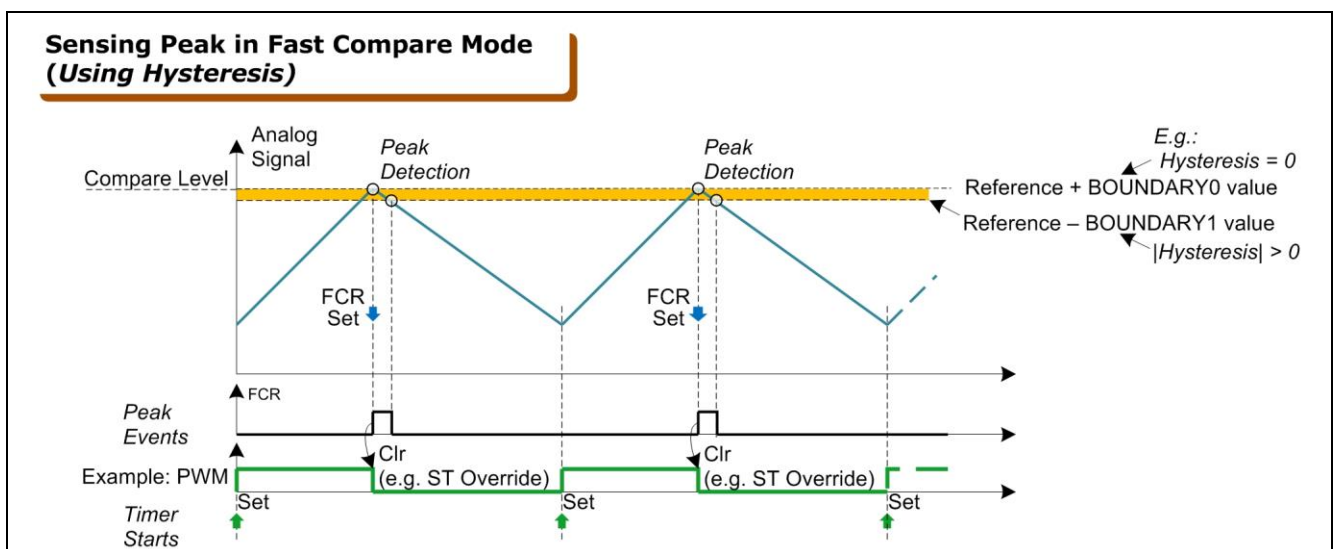 Sensing Peak in Fast Compare Mode
(Using Hysteresis)
Analog
Signal
Peak
Detection
Peak
Detection
E.g.:
Hysteresis = 0
Compare Level
Reference + BOUNDARY0 value
Reference – BOUNDARY1 value
|Hysteresis| > 0
FCR
Set
FCR
Set
FCR
Peak
Events
Clr
(e.g. ST Override)
Clr
(e.g. ST Override)
Example: PWM
Set
Set
Set
Timer
Starts